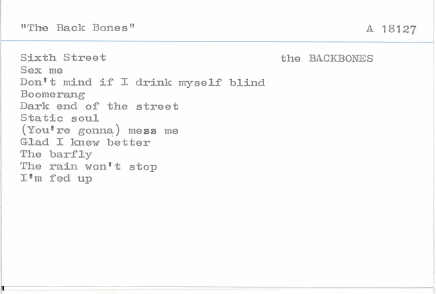 "The Back Bones" A 18127
Sixth Street the BACKBONES
Sex me
Don't mind if I drink myself blind
Boomerang
Dark end of the street
Static soul
(You're gonna) mess me
Glad I knew better
The barfly
The rain won't stop
I'm fed up